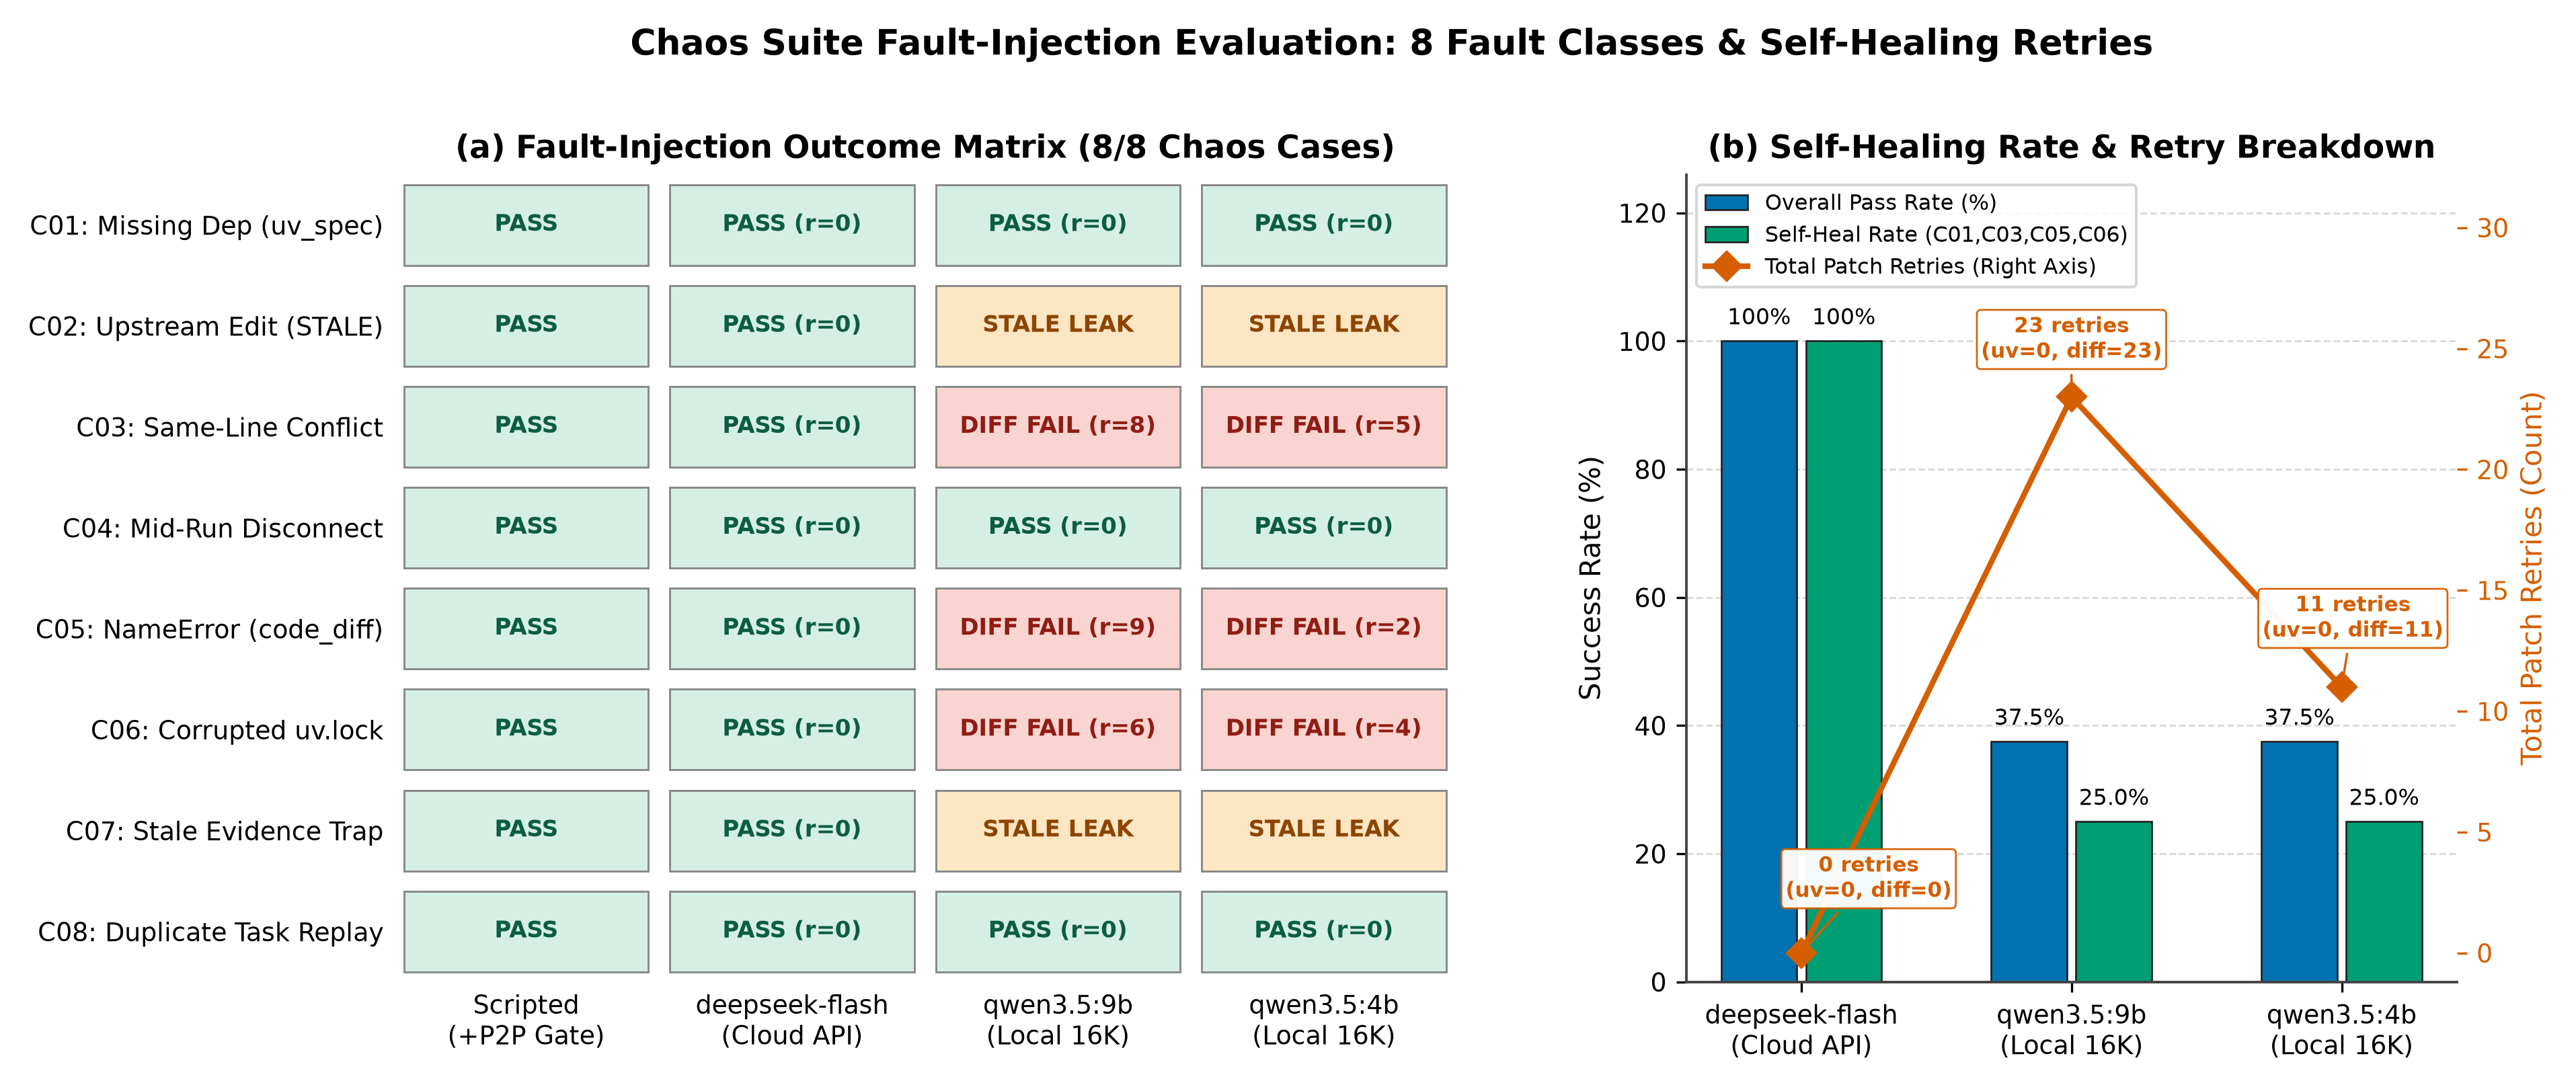 Chaos Suite Fault-Injection Evaluation: 8 Fault Classes & Self-Healing Retries
(a) Fault-Injection Outcome Matrix (8/8 Chaos Cases)
C01: Missing Dep (uv_spec)
PASS
PASS (r=0)
PASS (r=0)
PASS (r=0)
C02: Upstream Edit (STALE)
PASS
PASS (r=0)
STALE LEAK
STALE LEAK
C03: Same-Line Conflict
PASS
PASS (r=0)
DIFF FAIL (r=8)
DIFF FAIL (r=5)
C04: Mid-Run Disconnect
PASS
PASS (r=0)
PASS (r=0)
PASS (r=0)
C05: NameError (code_diff)
PASS
PASS (r=0)
DIFF FAIL (r=9)
DIFF FAIL (r=2)
C06: Corrupted uv.lock
PASS
PASS (r=0)
DIFF FAIL (r=6)
DIFF FAIL (r=4)
C07: Stale Evidence Trap
PASS
PASS (r=0)
STALE LEAK
STALE LEAK
C08: Duplicate Task Replay
PASS
PASS (r=0)
PASS (r=0)
PASS (r=0)
Scripted
(+P2P Gate)
deepseek-flash
(Cloud API)
qwen3.5:9b
(Local 16K)
qwen3.5:4b
(Local 16K)
(b) Self-Healing Rate & Retry Breakdown
Overall Pass Rate (%)
Self-Heal Rate (C01,C03,C05,C06)
Total Patch Retries (Right Axis)
Success Rate (%)
120
100
80
60
40
20
0
100%
100%
23 retries
(uv=0, diff=23)
11 retries
(uv=0, diff=11)
37.5%
37.5%
25.0%
25.0%
0 retries
(uv=0, diff=0)
30
25
20
15
10
5
0
Total Patch Retries (Count)
deepseek-flash
(Cloud API)
qwen3.5:9b
(Local 16K)
qwen3.5:4b
(Local 16K)